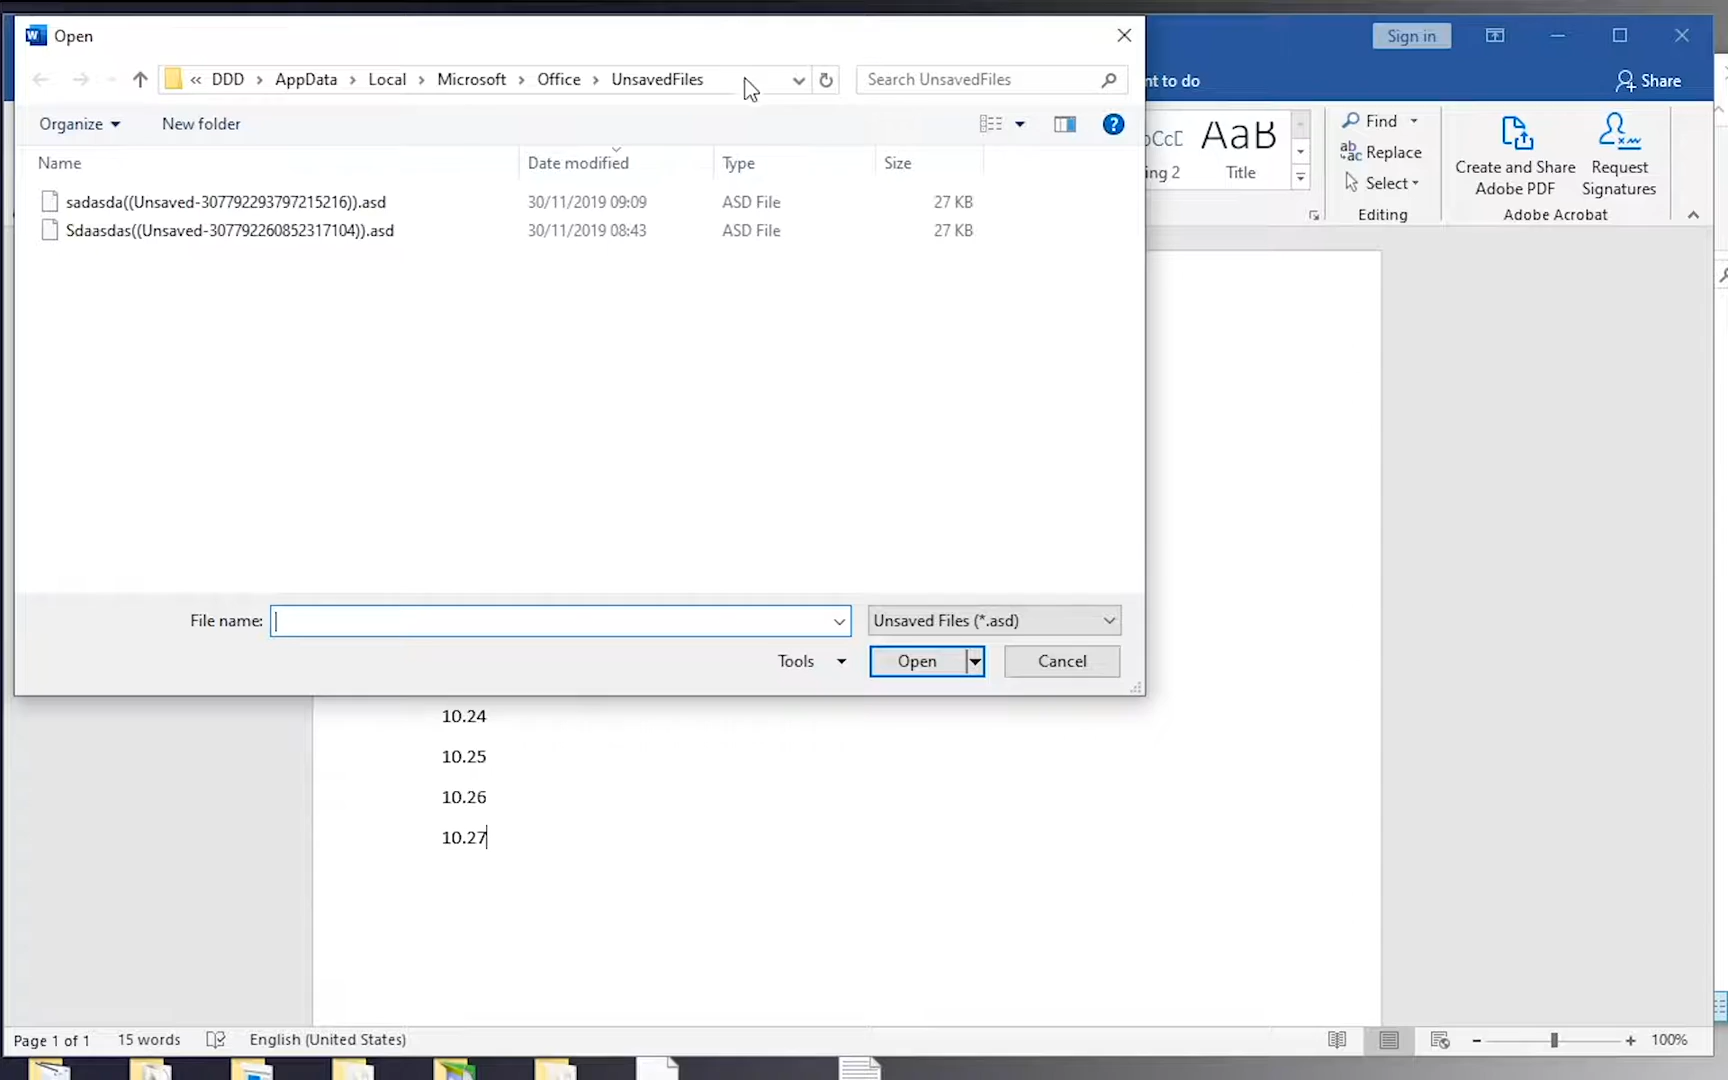 Open
Sign in
« DDD > AppData > Local > Microsoft > Office > UnsavedFiles
Search UnsavedFiles
nt to do
Share
Organize
New folder
Find
Replace
Select
Editing
ing 2
AaB
Title
Create and Share
Adobe PDF
Request
Signatures
Adobe Acrobat
Name Date modified Type Size
sadasda((Unsaved-307792293797215216)).asd 30/11/2019 09:09 ASD File 27 KB
Sdaasdas((Unsaved-307792260852317104)).asd 30/11/2019 08:43 ASD File 27 KB
File name:
Unsaved Files (*.asd)
Tools
Open
Cancel
10.24
10.25
10.26
10.27
Page 1 of 1 15 words English (United States) 100%